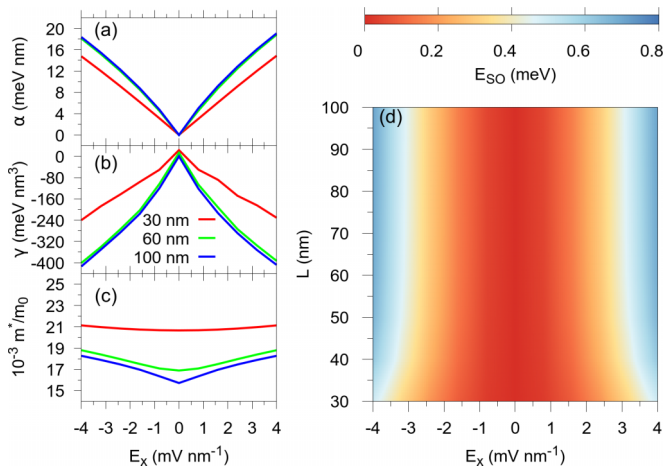 (a)
α (meV nm)
20
16
12
8
4
0
(b)
γ (meV nm³)
0
-80
-160
-240
-320
-400
30 nm
60 nm
100 nm
(c)
10⁻³ m*/m₀
25
23
21
19
17
15
-4 -3 -2 -1 0 1 2 3 4
Eₓ (mV nm⁻¹)
0 0.2 0.4 0.6 0.8
E_SO (meV)
(d)
L (nm)
100
90
80
70
60
50
40
30
-4 -3 -2 -1 0 1 2 3 4
Eₓ (mV nm⁻¹)